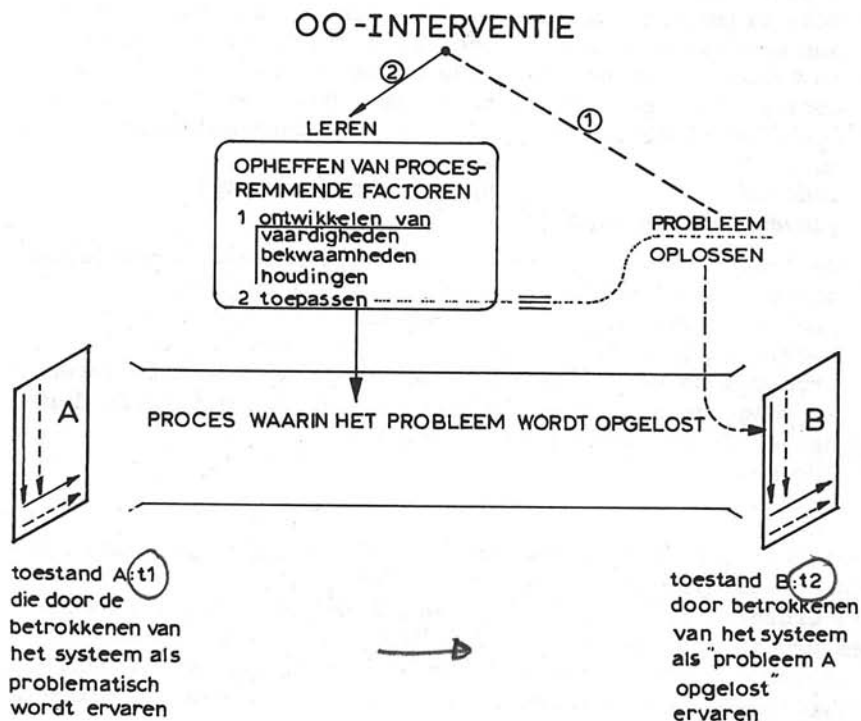 OO-INTERVENTIE
②
①
LEREN
OPHEFFEN VAN PROCES-
REMMENDE FACTOREN
1 ontwikkelen van
vaardigheden
bekwaamheden
houdingen
2 toepassen
PROBLEEM
OPLOSSEN
A
PROCES WAARIN HET PROBLEEM WORDT OPGELOST
B
toestand A:t1
die door de
betrokkenen van
het systeem als
problematisch
wordt ervaren
toestand B:t2
door betrokkenen
van het systeem
als "probleem A
opgelost"
ervaren